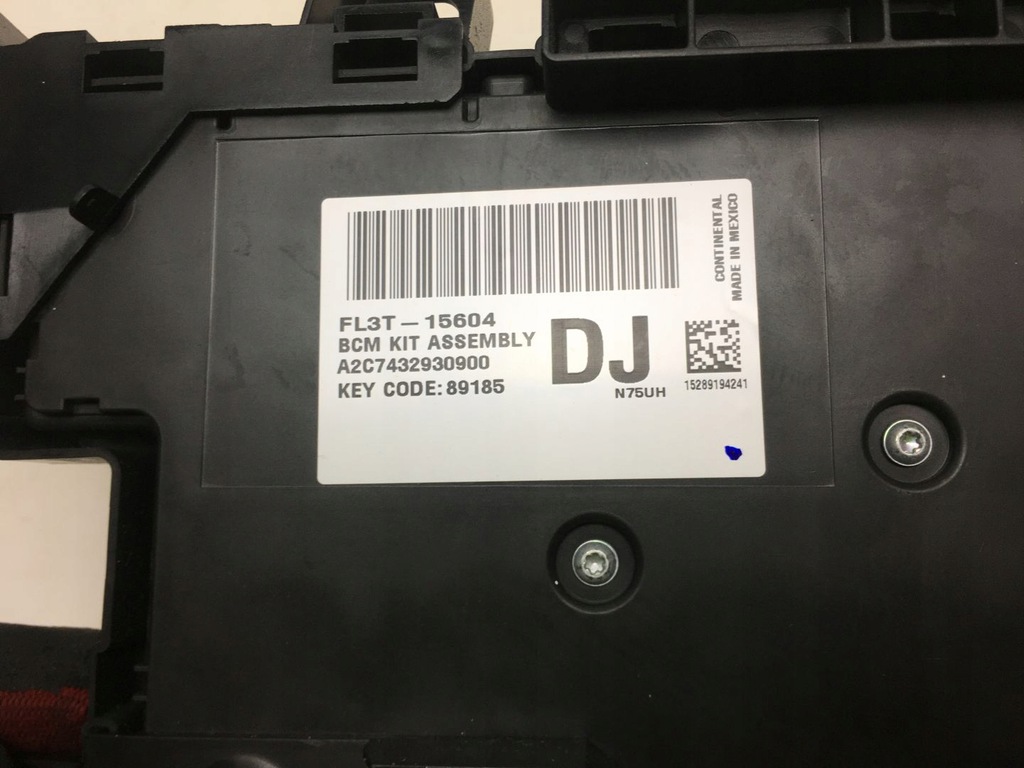 CONTINENTAL
MADE IN MEXICO
FL3T-15604
BCM KIT ASSEMBLY
A2C7432930900
KEY CODE: 89185
DJ
N75UH
15289194241